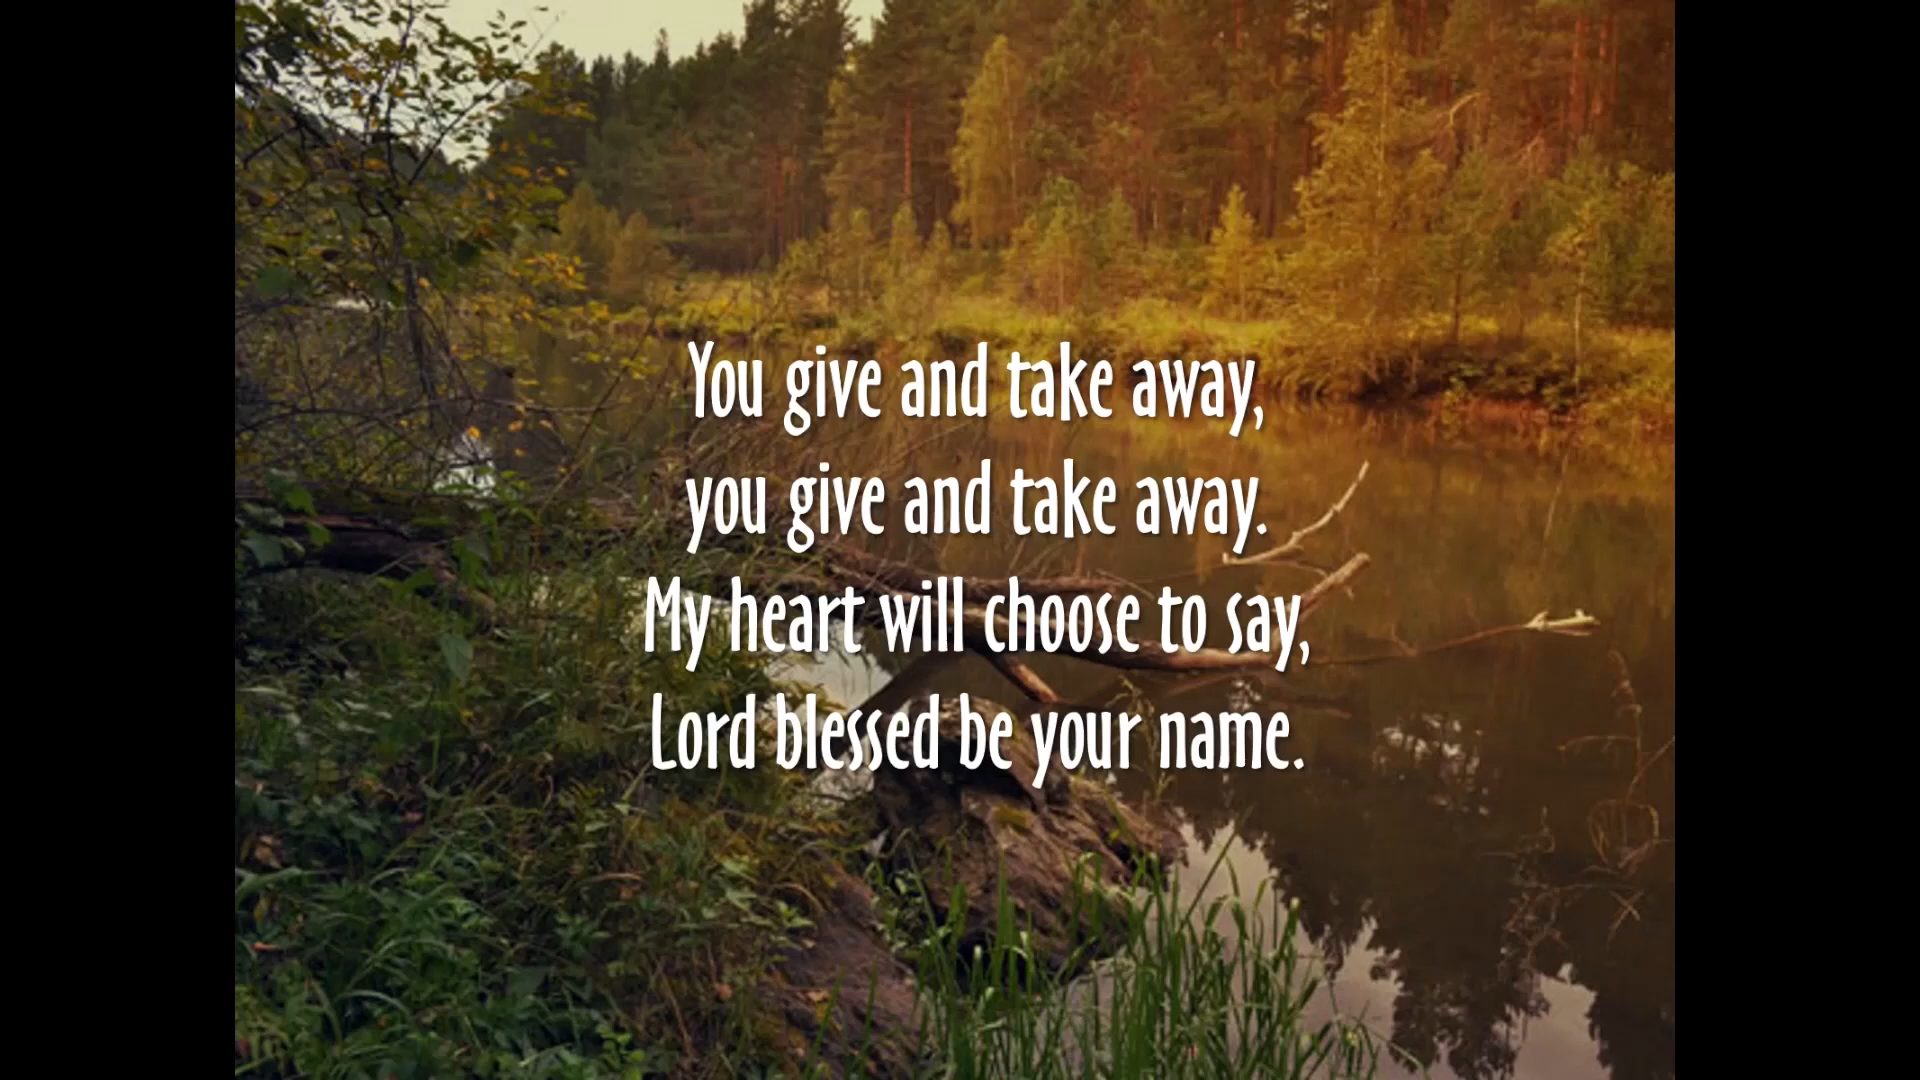 You give and take away,
you give and take away.
My heart will choose to say,
Lord blessed be your name.